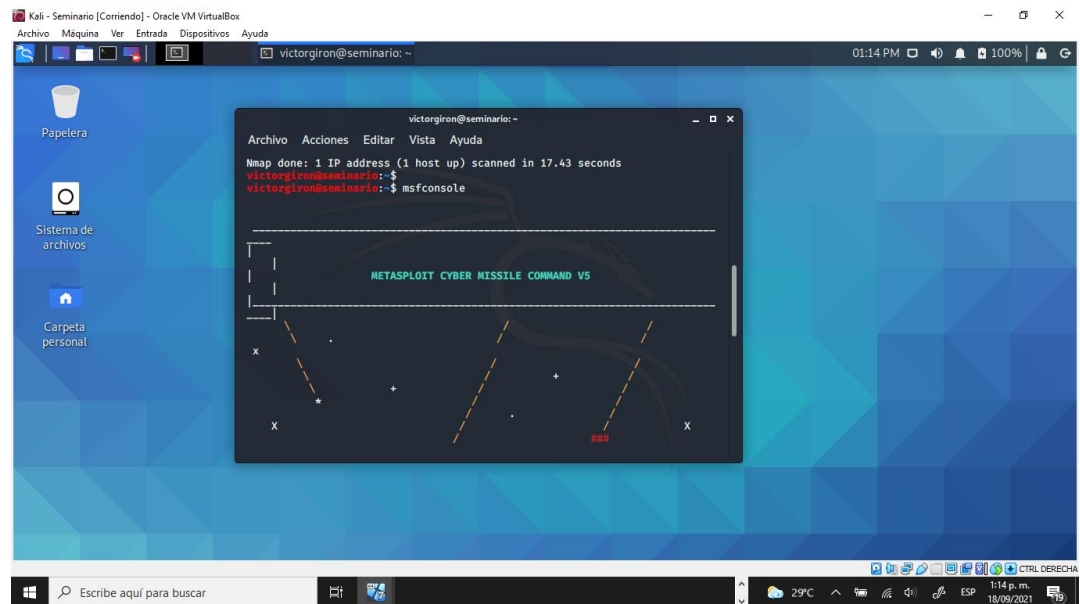 Kali - Seminario [Corriendo] - Oracle VM VirtualBox
Archivo Máquina Ver Entrada Dispositivos Ayuda
victorgiron@seminario: ~
01:14 PM
100%
Papelera
Sistema de
archivos
Carpeta
personal
victorgiron@seminario: ~
Archivo Acciones Editar Vista Ayuda
Nmap done: 1 IP address (1 host up) scanned in 17.43 seconds
victorgiron@seminario:~$
victorgiron@seminario:~$ msfconsole
METASPLOIT CYBER MISSILE COMMAND V5
x
+
+
*
X
X
###
CTRL DERECHA
Escribe aquí para buscar
29°C
ESP
1:14 p. m.
18/09/2021
19